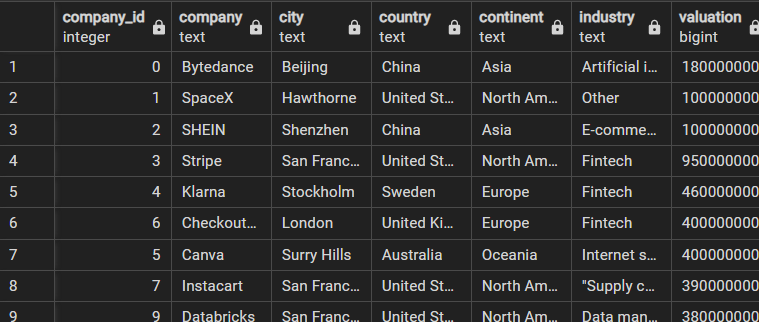 company_id company city country continent industry valuation
integer text text text text text bigint
1 0 Bytedance Beijing China Asia Artificial i... 180000000
2 1 SpaceX Hawthorne United St... North Am... Other 100000000
3 2 SHEIN Shenzhen China Asia E-comme... 100000000
4 3 Stripe San Franc... United St... North Am... Fintech 950000000
5 4 Klarna Stockholm Sweden Europe Fintech 460000000
6 6 Checkout... London United Ki... Europe Fintech 400000000
7 5 Canva Surry Hills Australia Oceania Internet s... 400000000
8 7 Instacart San Franc... United St... North Am... "Supply c... 390000000
9 9 Databricks San Franc... United St... North Am... Data man... 380000000